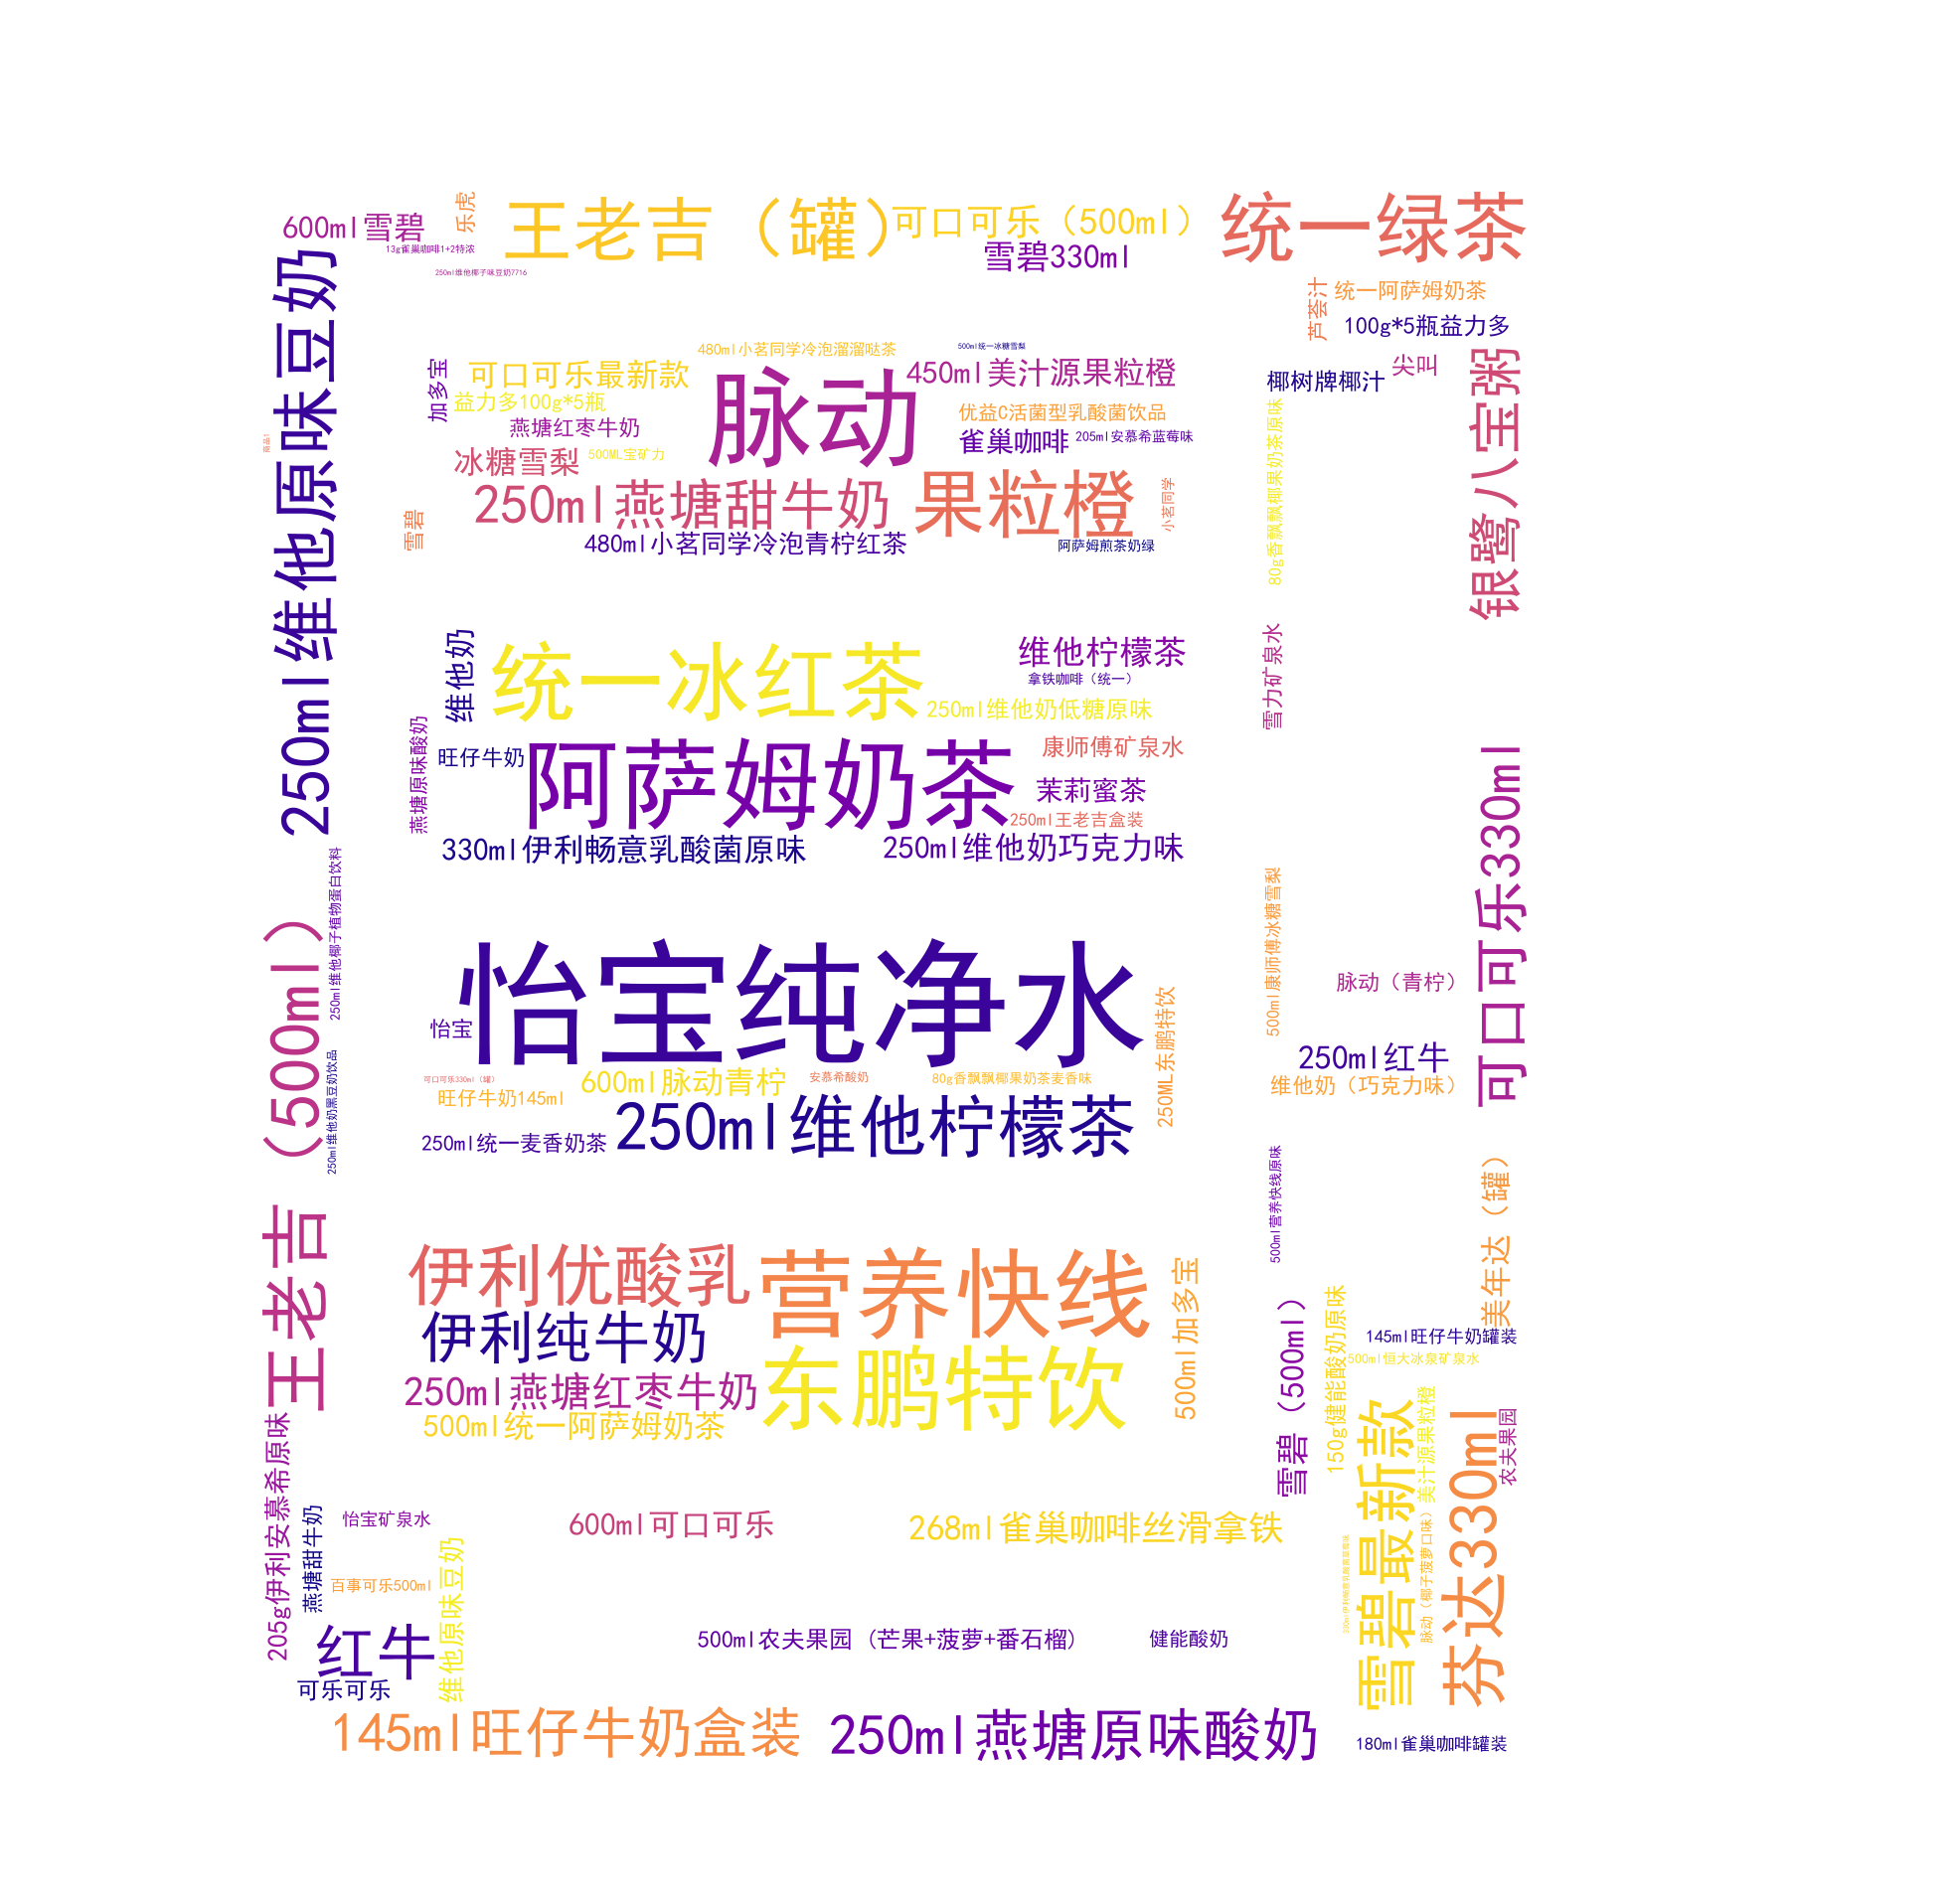 600ml雪碧
乐虎
13g雀巢咖啡1+2特浓
250ml维他椰子味豆奶7716
王老吉（罐）
可口可乐（500ml）
雪碧330ml
统一绿茶
芦荟汁
统一阿萨姆奶茶
100g*5瓶益力多
尖叫
椰树牌椰汁
250ml维他原味豆奶
商品1
加多宝
可口可乐最新款
480ml小茗同学冷泡溜溜哒茶
500ml统一冰糖雪梨
脉动
450ml美汁源果粒橙
益力多100g*5瓶
优益C活菌型乳酸菌饮品
燕塘红枣牛奶
雀巢咖啡
205ml安慕希蓝莓味
冰糖雪梨
500ML宝矿力
250ml燕塘甜牛奶
果粒橙
小茗同学
雪碧
480ml小茗同学冷泡青柠红茶
阿萨姆煎茶奶绿
80g香飘飘椰果奶茶原味
银鹭八宝粥
维他奶
统一冰红茶
维他柠檬茶
拿铁咖啡（统一）
250ml维他奶低糖原味
雪力矿泉水
燕塘原味酸奶
旺仔牛奶
阿萨姆奶茶
康师傅矿泉水
茉莉蜜茶
250ml王老吉盒装
330ml伊利畅意乳酸菌原味
250ml维他奶巧克力味
可口可乐330ml
250ml维他椰子植物蛋白饮料
500ml康师傅冰糖雪梨
王老吉（500ml）
怡宝
怡宝纯净水
250ML东鹏特饮
脉动（青柠）
250ml红牛
维他奶（巧克力味）
250ml维他奶黑豆奶饮品
可口可乐330ml（罐）
旺仔牛奶145ml
600ml脉动青柠
安慕希酸奶
80g香飘飘椰果奶茶麦香味
250ml统一麦香奶茶
250ml维他柠檬茶
500ml营养快线原味
美年达（罐）
伊利优酸乳
营养快线
500ml加多宝
伊利纯牛奶
东鹏特饮
250ml燕塘红枣牛奶
500ml统一阿萨姆奶茶
雪碧（500ml）
150g健能酸奶原味
145ml旺仔牛奶罐装
500ml恒大冰泉矿泉水
雪碧最新款
美汁源果粒橙
脉动（椰子菠萝口味）
芬达330ml
农夫果园
205g伊利安慕希原味
燕塘甜牛奶
怡宝矿泉水
百事可乐500ml
维他原味豆奶
600ml可口可乐
268ml雀巢咖啡丝滑拿铁
红牛
可乐可乐
500ml农夫果园（芒果+菠萝+番石榴）
健能酸奶
145ml旺仔牛奶盒装
250ml燕塘原味酸奶
180ml雀巢咖啡罐装